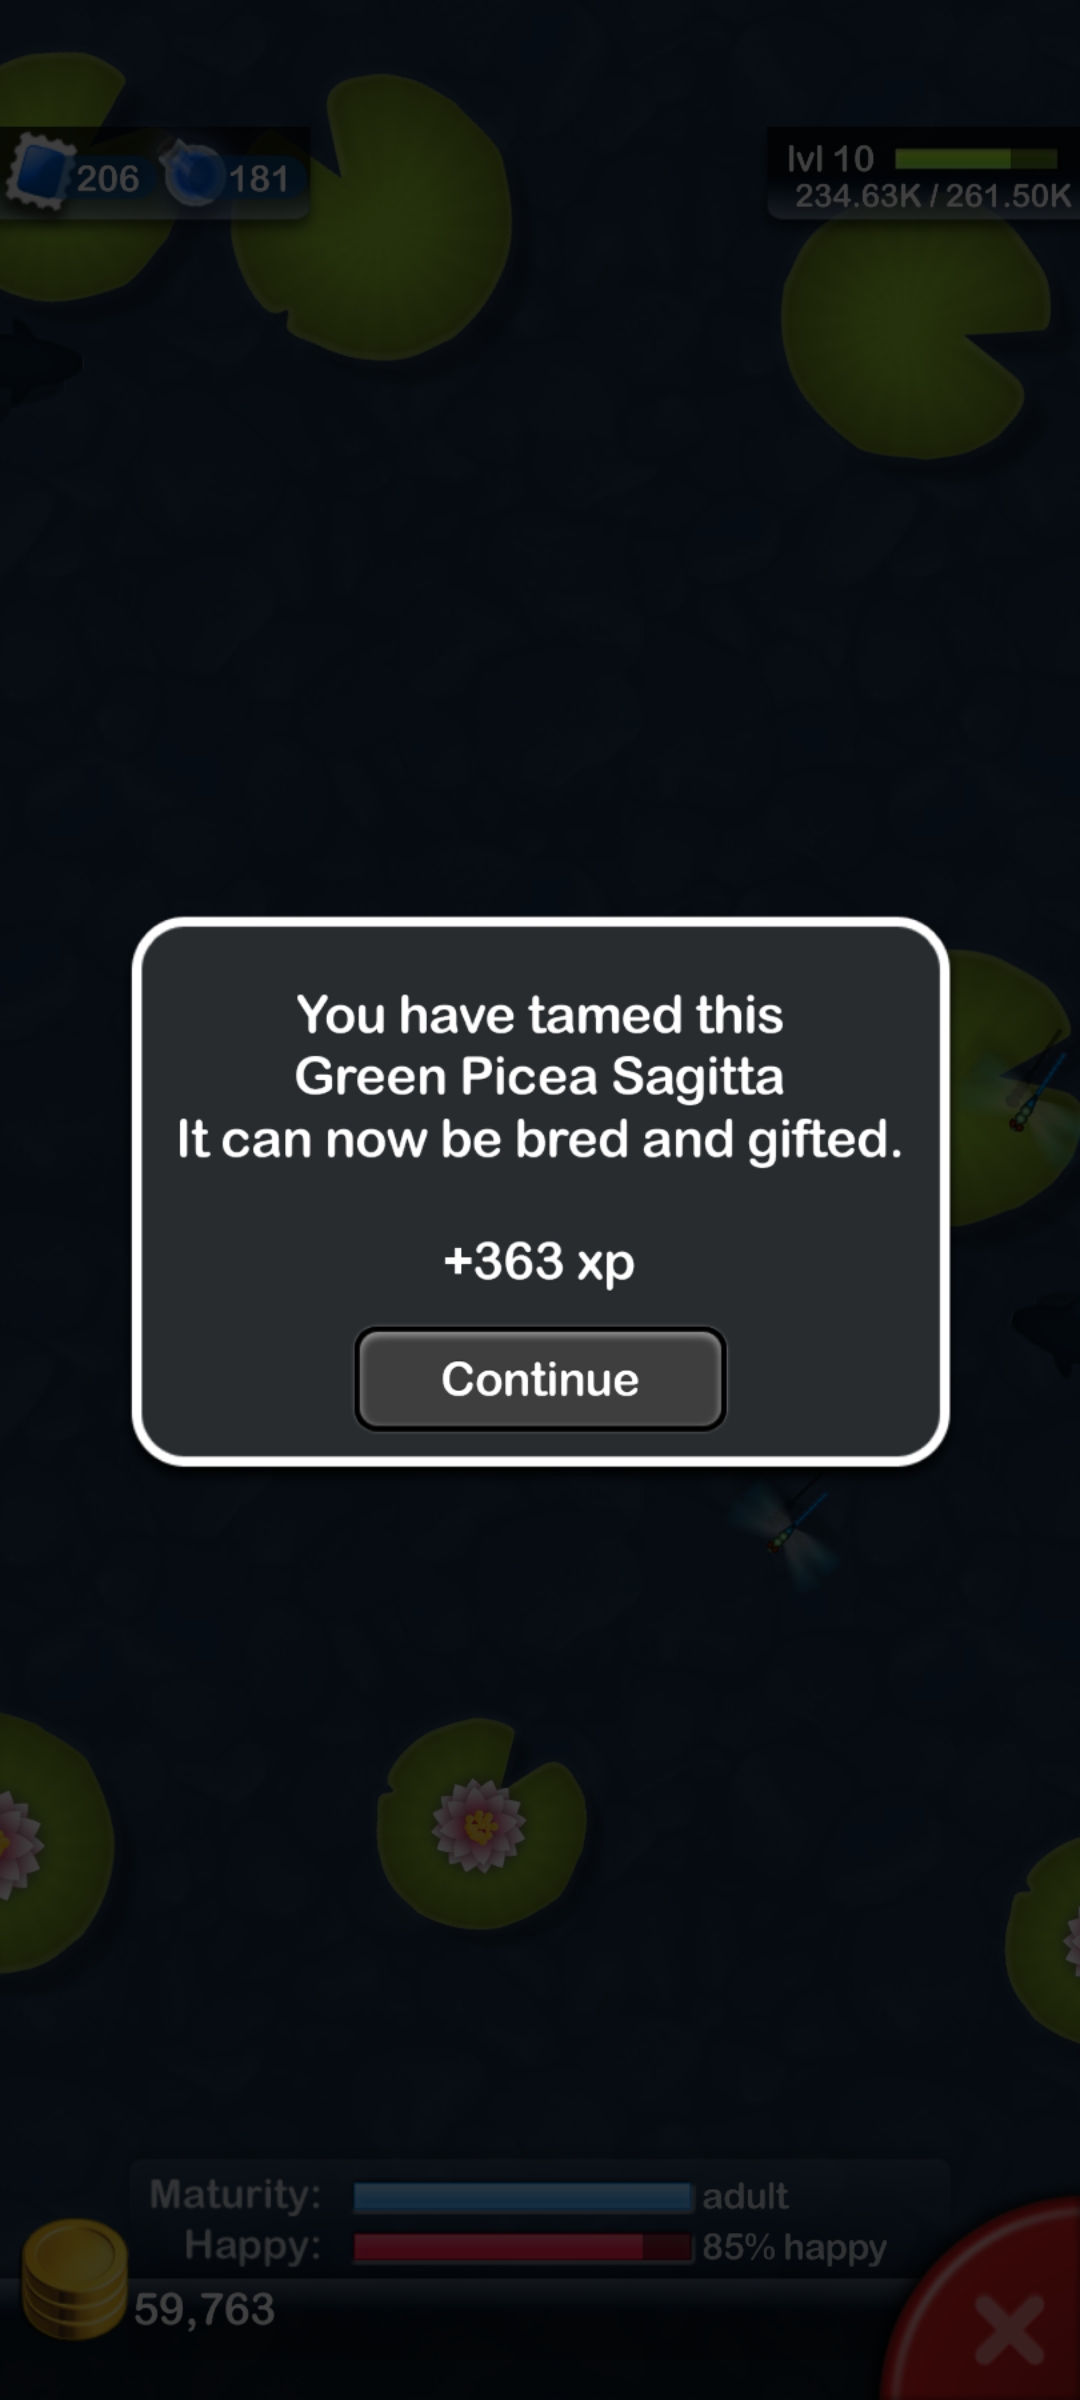 206 181
lvl 10
234.63K / 261.50K
You have tamed this
Green Picea Sagitta
It can now be bred and gifted.
+363 xp
Continue
Maturity: adult
Happy: 85% happy
59,763